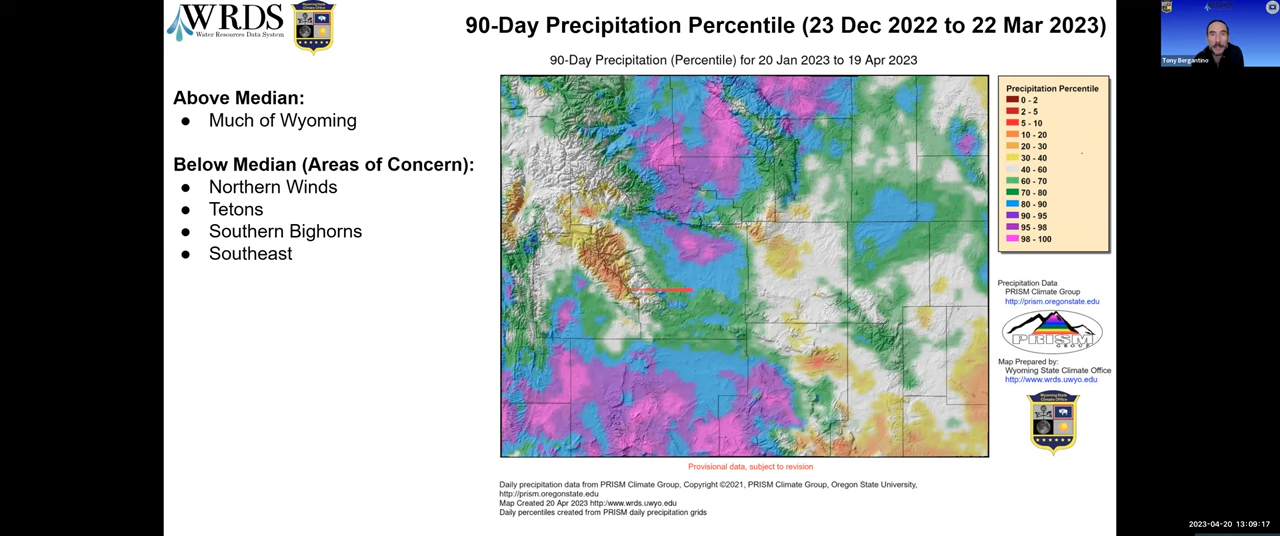 WRDS
Water Resources Data System
90-Day Precipitation Percentile (23 Dec 2022 to 22 Mar 2023)
90-Day Precipitation (Percentile) for 20 Jan 2023 to 19 Apr 2023
Above Median:
● Much of Wyoming
Below Median (Areas of Concern):
● Northern Winds
● Tetons
● Southern Bighorns
● Southeast
Precipitation Percentile
0 - 2
2 - 5
5 - 10
10 - 20
20 - 30
30 - 40
40 - 60
60 - 70
70 - 80
80 - 90
90 - 95
95 - 98
98 - 100
Precipitation Data
PRISM Climate Group
http://prism.oregonstate.edu
PRISM
GROUP
Map Prepared by:
Wyoming State Climate Office
http://www.wrds.uwyo.edu
Wyoming State
Climate Office
Provisional data, subject to revision
Daily precipitation data from PRISM Climate Group, Copyright ©2021, PRISM Climate Group, Oregon State University,
http://prism.oregonstate.edu
Map Created 20 Apr 2023 http:/www.wrds.uwyo.edu
Daily percentiles created from PRISM daily precipitation grids
Tony Bergantino
2023-04-20 13:09:17